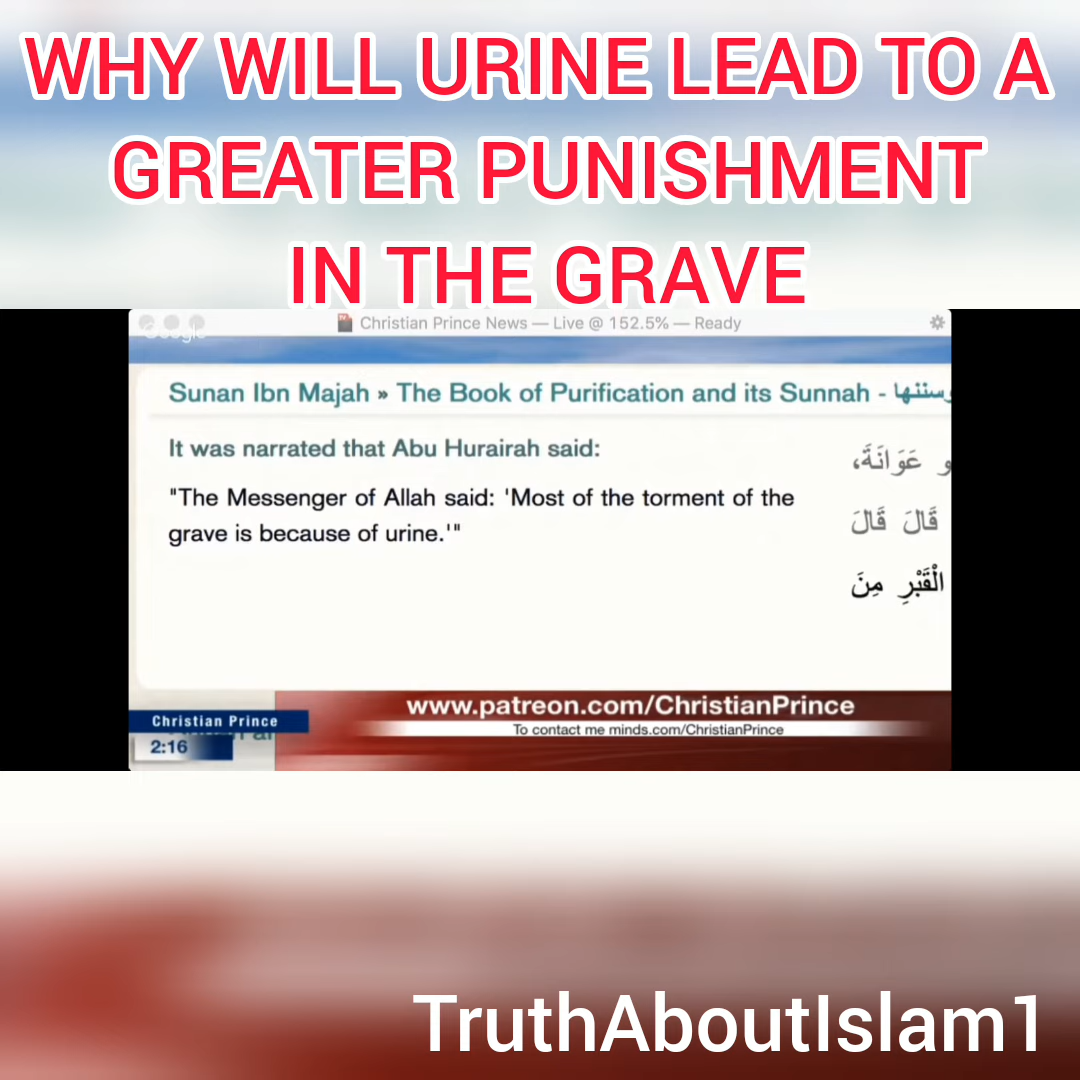 WHY WILL URINE LEAD TO A
GREATER PUNISHMENT
IN THE GRAVE
Google
Christian Prince News — Live @ 152.5% — Ready
Sunan Ibn Majah » The Book of Purification and its Sunnah - وسننها
It was narrated that Abu Hurairah said:
و عَوَانَةَ،
"The Messenger of Allah said: 'Most of the torment of the
grave is because of urine.'"
قَالَ قَالَ
الْقَبْرِ مِنَ
www.patreon.com/ChristianPrince
Christian Prince
To contact me minds.com/ChristianPrince
2:16
TruthAboutIslam1